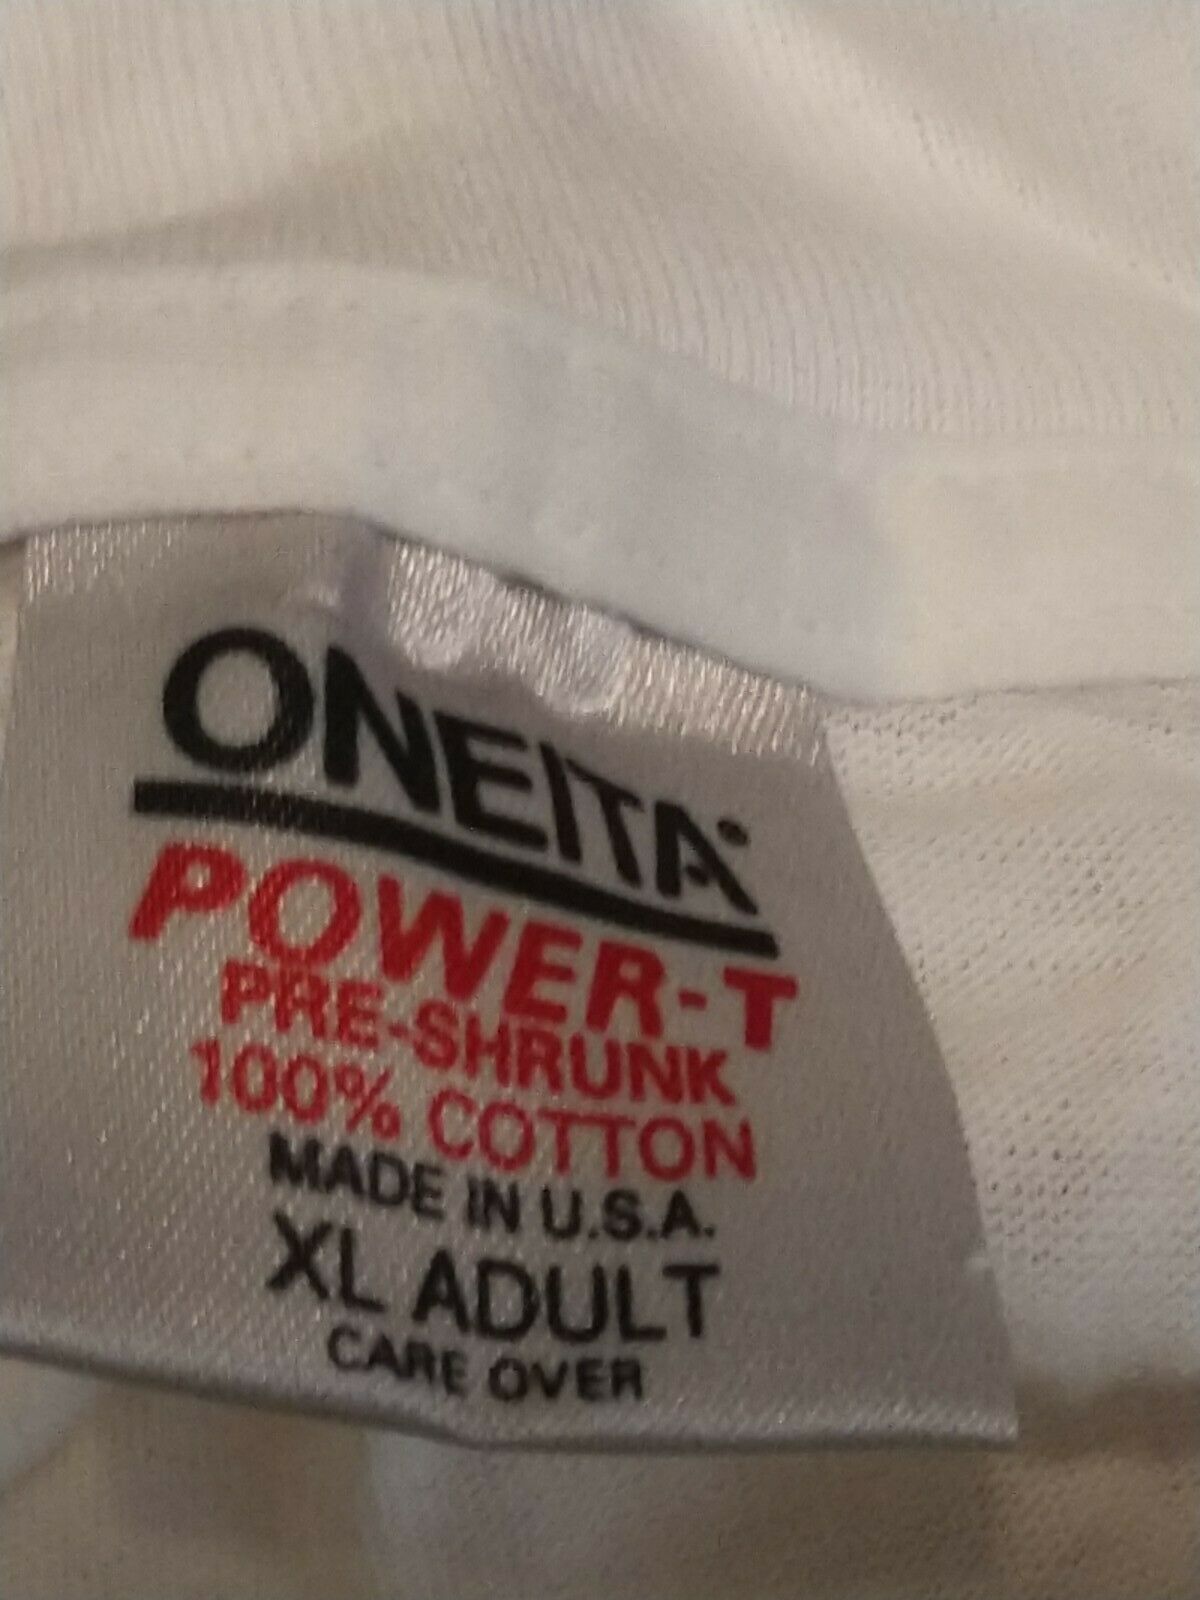 ONEITA®
POWER-T
PRE-SHRUNK
100% COTTON
MADE IN U.S.A.
XL ADULT
CARE OVER